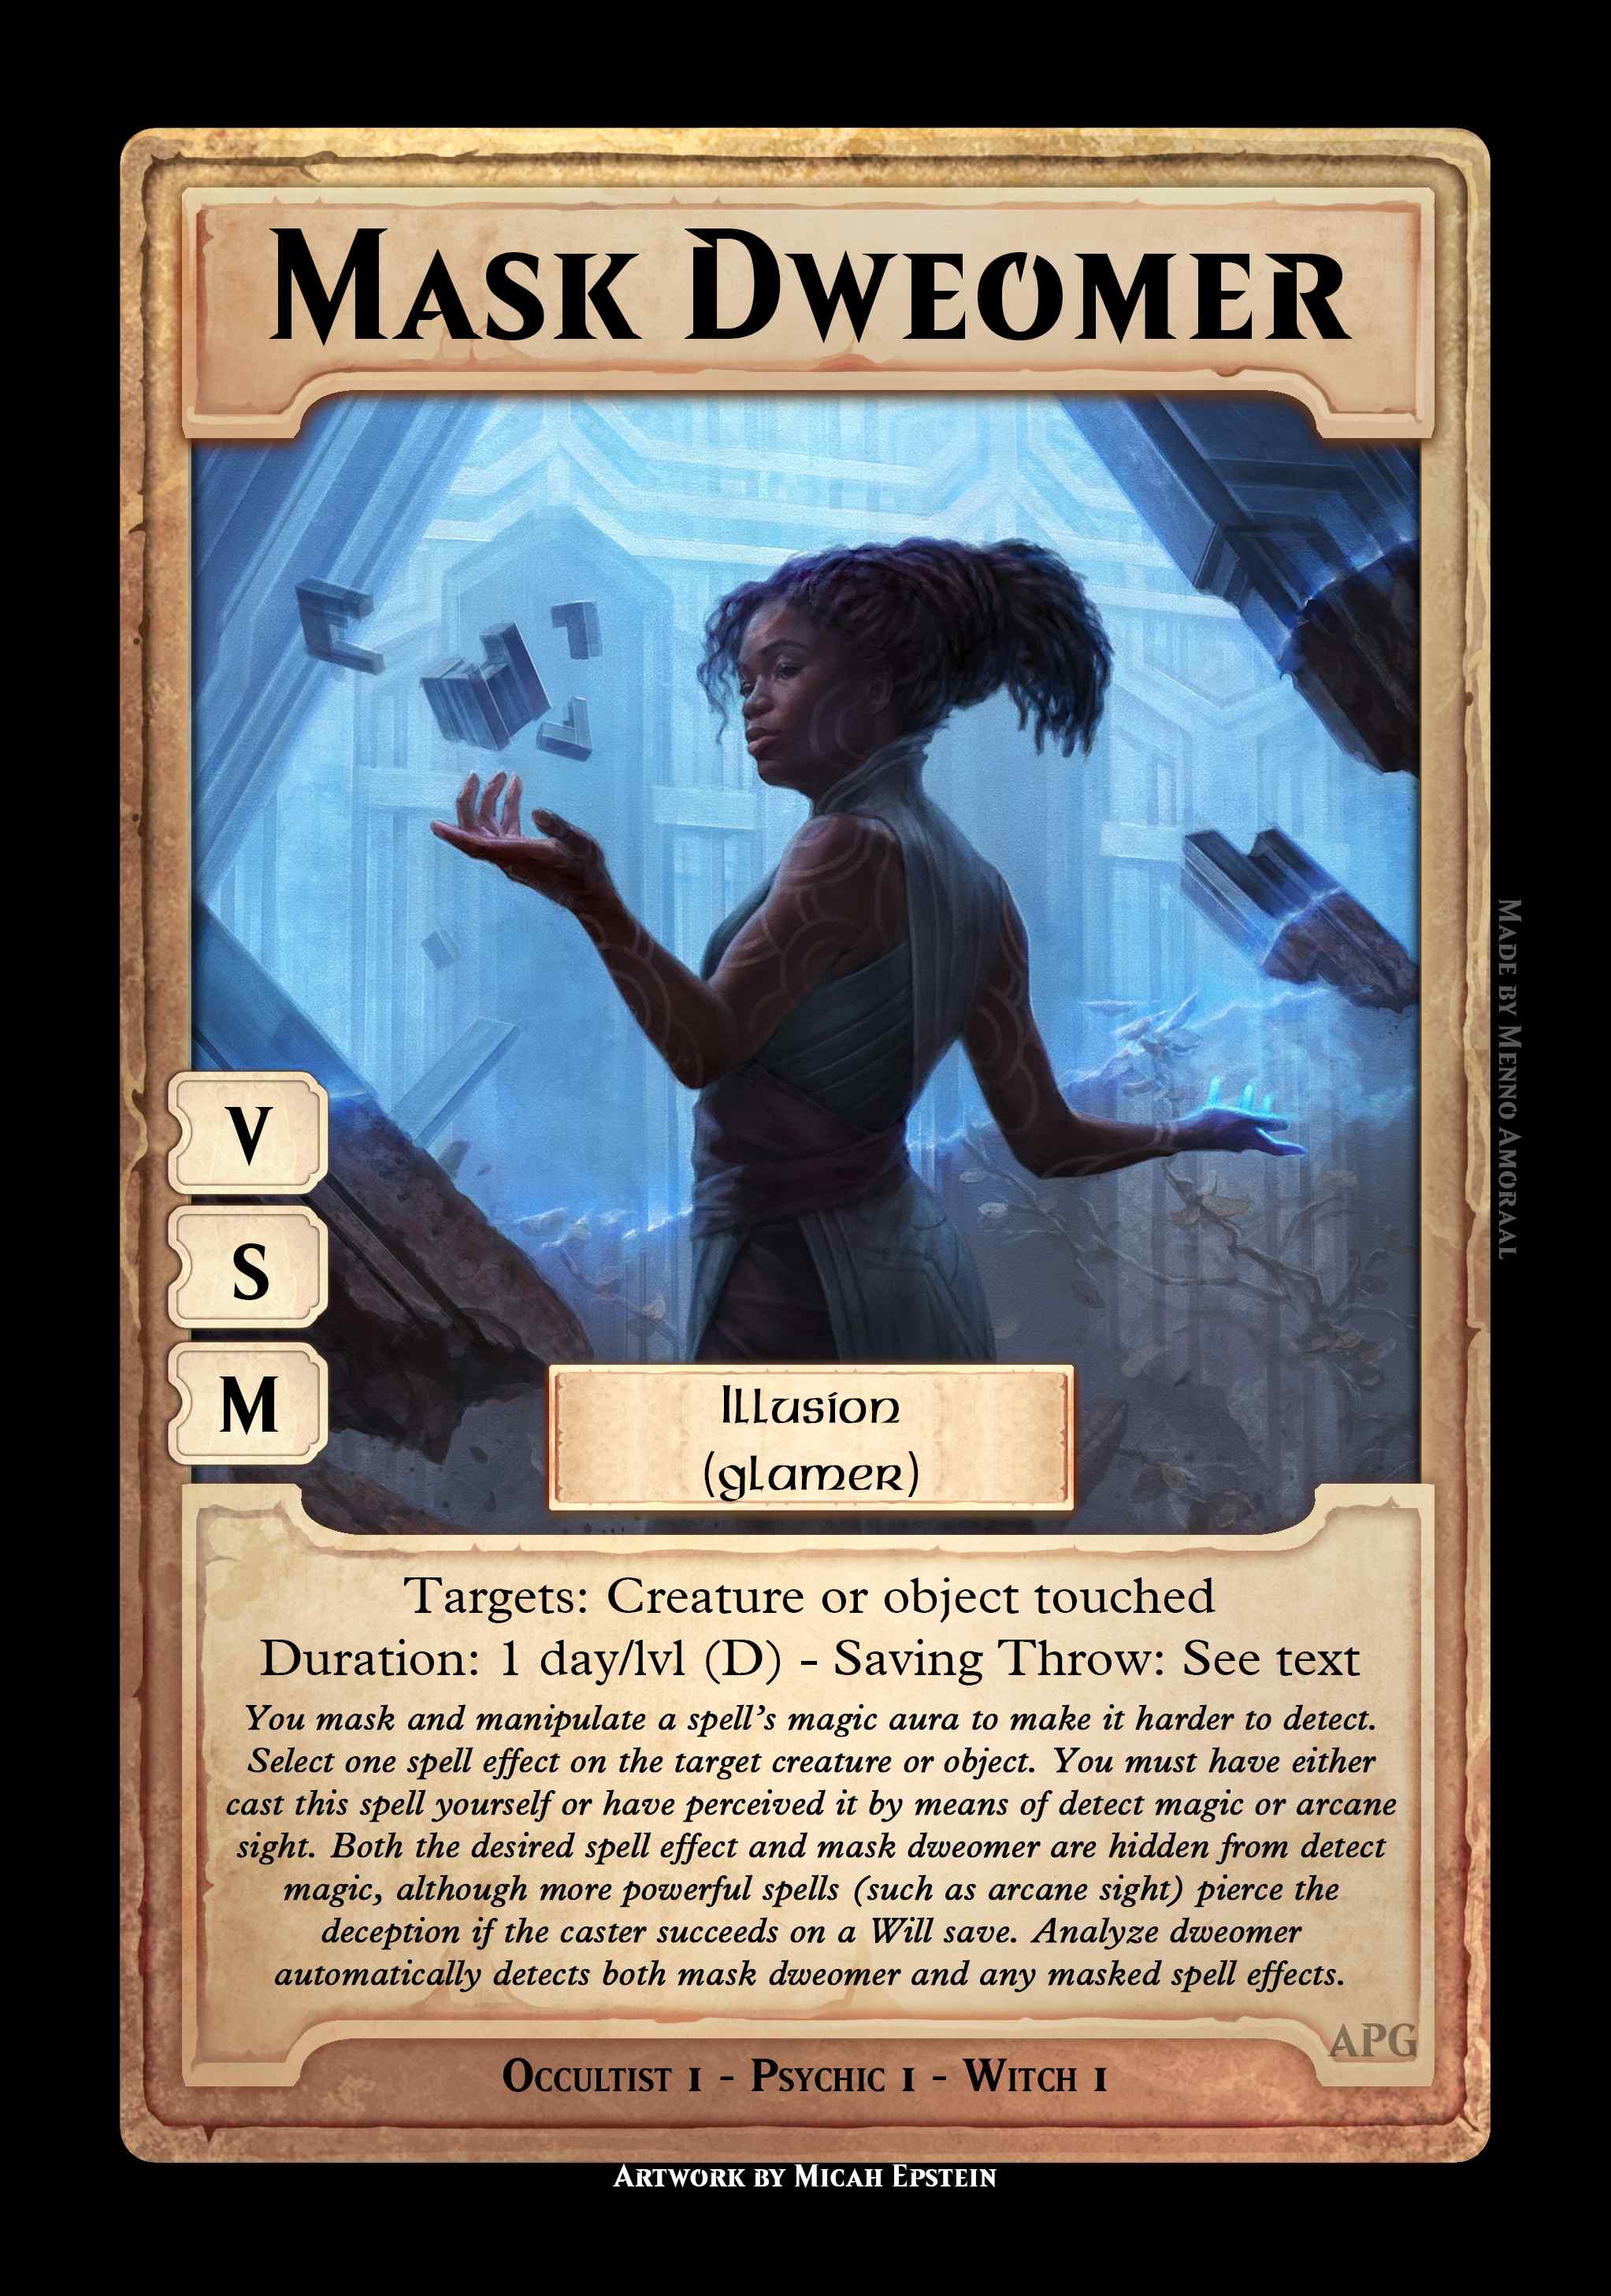 Mask Dweomer
V
S
M
Illusion
(glamer)
Targets: Creature or object touched
Duration: 1 day/lvl (D) - Saving Throw: See text
You mask and manipulate a spell's magic aura to make it harder to detect.
Select one spell effect on the target creature or object. You must have either
cast this spell yourself or have perceived it by means of detect magic or arcane
sight. Both the desired spell effect and mask dweomer are hidden from detect
magic, although more powerful spells (such as arcane sight) pierce the
deception if the caster succeeds on a Will save. Analyze dweomer
automatically detects both mask dweomer and any masked spell effects.
APG
Occultist 1 - Psychic 1 - Witch 1
Artwork by Micah Epstein
Made by Menno Amoraal